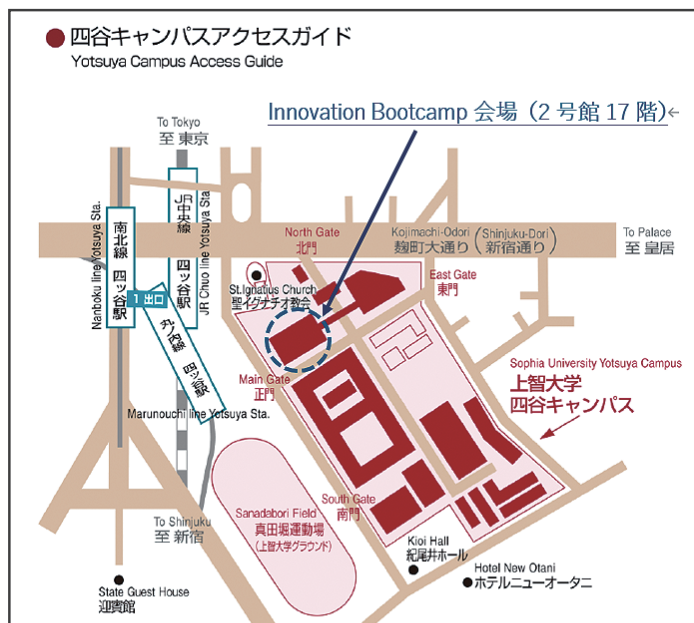 ●四谷キャンパスアクセスガイド
Yotsuya Campus Access Guide
Innovation Bootcamp 会場（2 号館 17 階）←
To Tokyo
至 東京
Nanboku line Yotsuya Sta.
南北線 四ッ谷駅
JR中央線 四ッ谷駅
JR Chuo line Yotsuya Sta.
1 出口
丸ノ内線 四ッ谷駅
Marunouchi line Yotsuya Sta.
North Gate
北門
Kojimachi-Odori
麹町大通り
(Shinjuku-Dori)
(新宿通り)
To Palace
至 皇居
St.Ignatius Church
聖イグナチオ教会
East Gate
東門
Main Gate
正門
Sophia University Yotsuya Campus
上智大学
四谷キャンパス
South Gate
南門
Sanadabori Field
真田堀運動場
(上智大学グラウンド)
To Shinjuku
至 新宿
Kioi Hall
紀尾井ホール
Hotel New Otani
ホテルニューオータニ
State Guest House
迎賓館